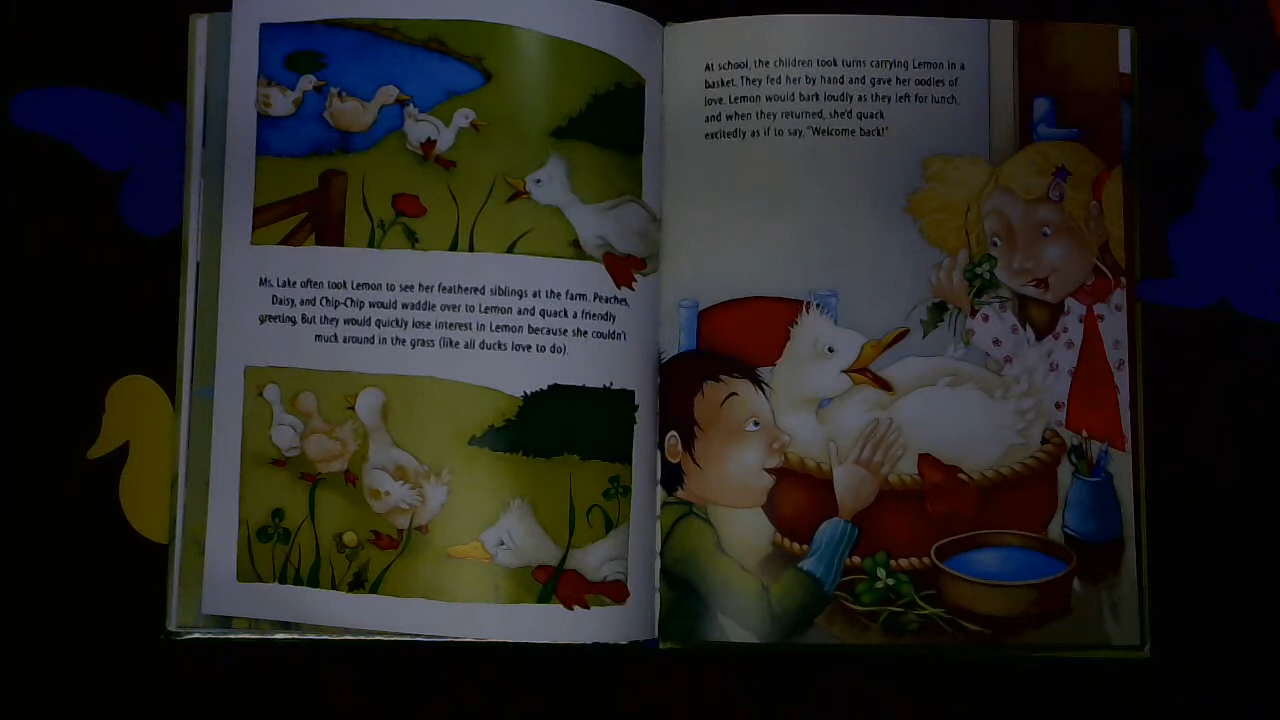 Ms. Lake often took Lemon to see her feathered siblings at the farm. Peaches,
Daisy, and Chip-Chip would waddle over to Lemon and quack a friendly
greeting. But they would quickly lose interest in Lemon because she couldn't
muck around in the grass (like all ducks love to do).
At school, the children took turns carrying Lemon in a
basket. They fed her by hand and gave her oodles of
love. Lemon would bark loudly as they left for lunch,
and when they returned, she'd quack
excitedly as if to say, "Welcome back!"